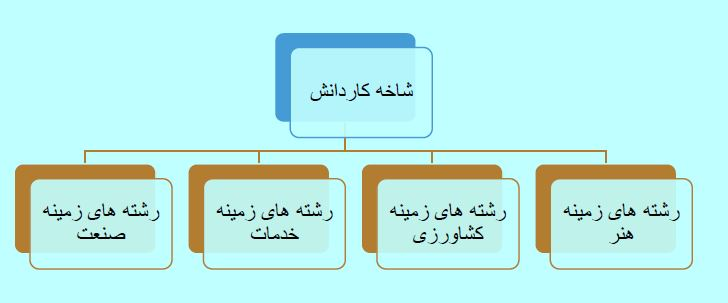 شاخه کاردانش
رشته های زمینه
هنر
رشته های زمینه
کشاورزی
رشته های زمینه
خدمات
رشته های زمینه
صنعت